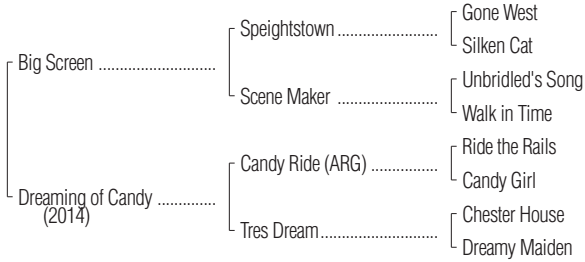 Gone West
Speightstown
Silken Cat
Big Screen
Unbridled's Song
Scene Maker
Walk in Time
Ride the Rails
Candy Ride (ARG)
Candy Girl
Dreaming of Candy
(2014)
Chester House
Tres Dream
Dreamy Maiden